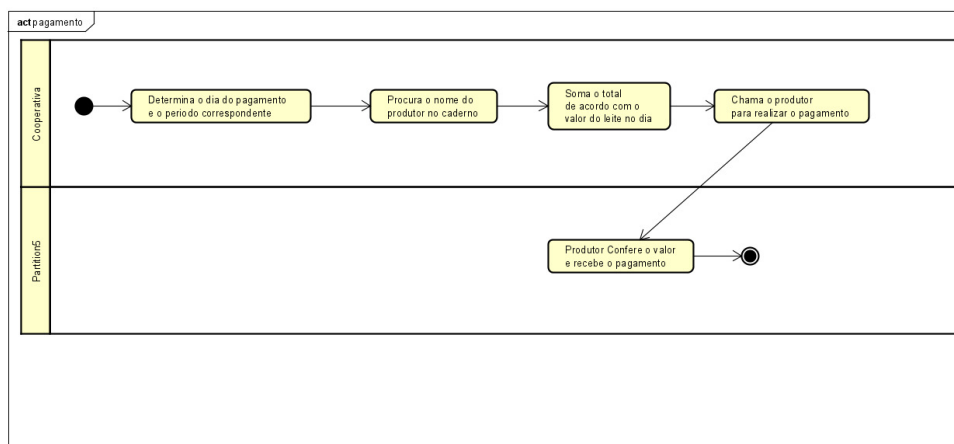 act pagamento
Cooperativa
Determina o dia do pagamento
e o periodo correspondente
Procura o nome do
produtor no caderno
Soma o total
de acordo com o
valor do leite no dia
Chama o produtor
para realizar o pagamento
Partition5
Produtor Confere o valor
e recebe o pagamento